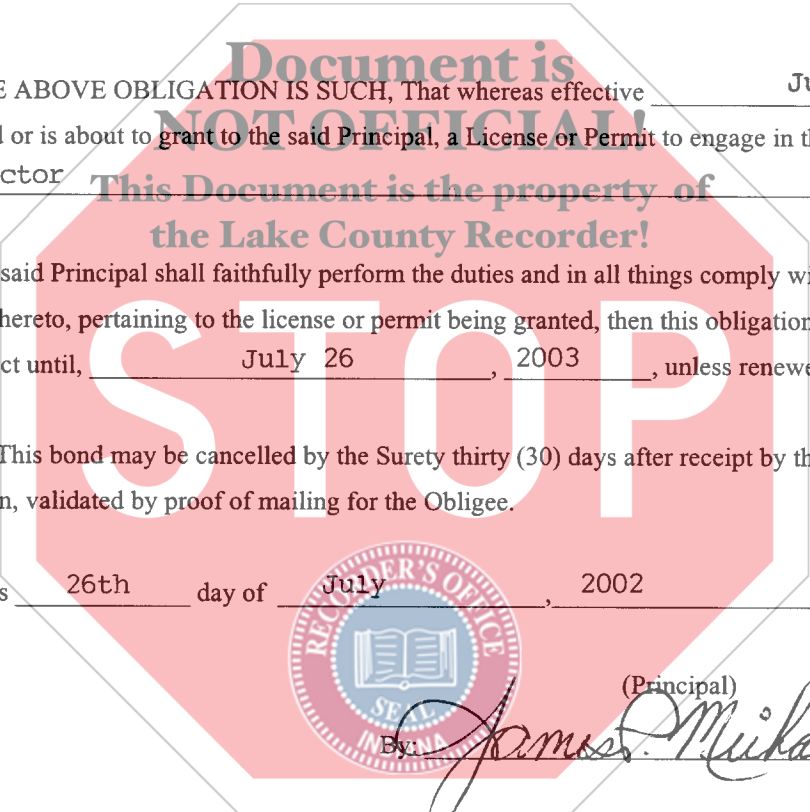 Document is
E ABOVE OBLIGATION IS SUCH, That whereas effective Ju
NOT OFFICIAL!
d or is about to grant to the said Principal, a License or Permit to engage in th
ctor
This Document is the property of
the Lake County Recorder!
said Principal shall faithfully perform the duties and in all things comply wi
hereto, pertaining to the license or permit being granted, then this obligation
STOP
ct until, July 26, 2003, unless renewe
This bond may be cancelled by the Surety thirty (30) days after receipt by th
n, validated by proof of mailing for the Obligee.
s 26th day of July, 2002
RECORDER'S OFFICE
SEAL
INDIANA
(Principal)
By: James